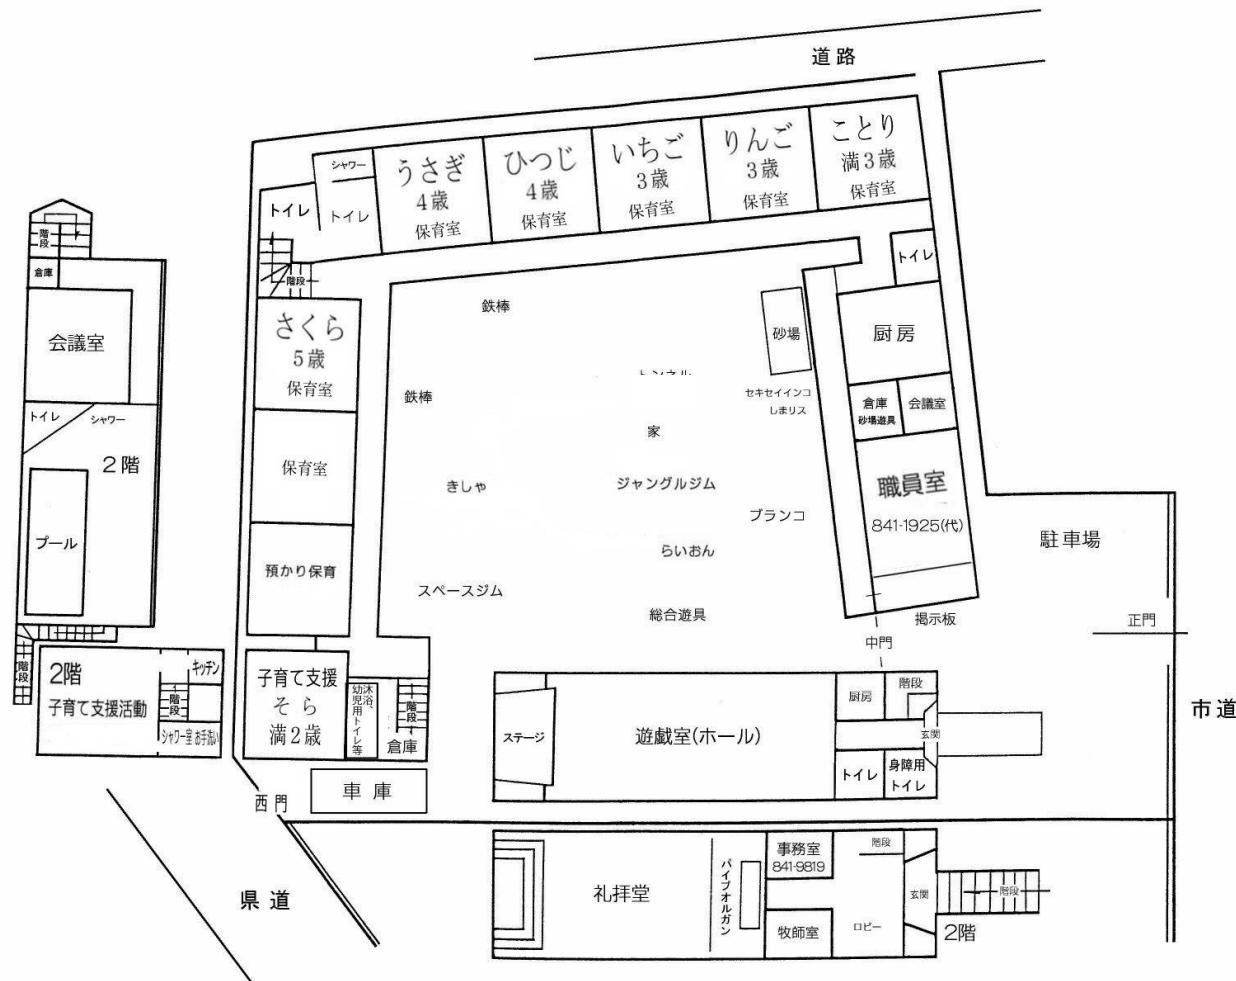 道路
シャワー
トイレ
トイレ
うさぎ
4歳
保育室
ひつじ
4歳
保育室
いちご
3歳
保育室
りんご
3歳
保育室
ことり
満3歳
保育室
階段
倉庫
会議室
トイレ
シャワー
2階
プール
階段
階段
さくら
5歳
保育室
保育室
預かり保育
鉄棒
鉄棒
トンネル
家
きしゃ
ジャングルジム
らいおん
スペースジム
総合遊具
砂場
セキセイインコ
しまリス
ブランコ
トイレ
厨房
倉庫
砂場遊具
会議室
職員室
841-1925(代)
掲示板
中門
駐車場
正門
市道
2階
子育て支援活動
キッチン
階段
シャワー室
お手洗い
子育て支援
そら
満2歳
沐浴、
幼児用トイレ等
階段
倉庫
車庫
西門
県道
ステージ
遊戯室(ホール)
厨房
階段
玄関
トイレ
身障用
トイレ
礼拝堂
パイプオルガン
事務室
841-9819
牧師室
階段
ロビー
玄関
階段
2階